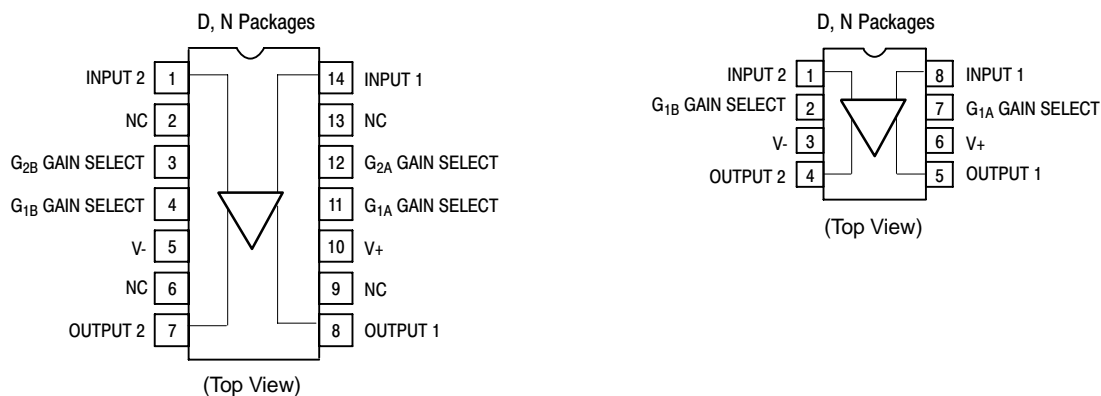 D, N Packages
INPUT 2 1 14 INPUT 1
NC 2 13 NC
G2B GAIN SELECT 3 12 G2A GAIN SELECT
G1B GAIN SELECT 4 11 G1A GAIN SELECT
V- 5 10 V+
NC 6 9 NC
OUTPUT 2 7 8 OUTPUT 1
(Top View)
D, N Packages
INPUT 2 1 8 INPUT 1
G1B GAIN SELECT 2 7 G1A GAIN SELECT
V- 3 6 V+
OUTPUT 2 4 5 OUTPUT 1
(Top View)